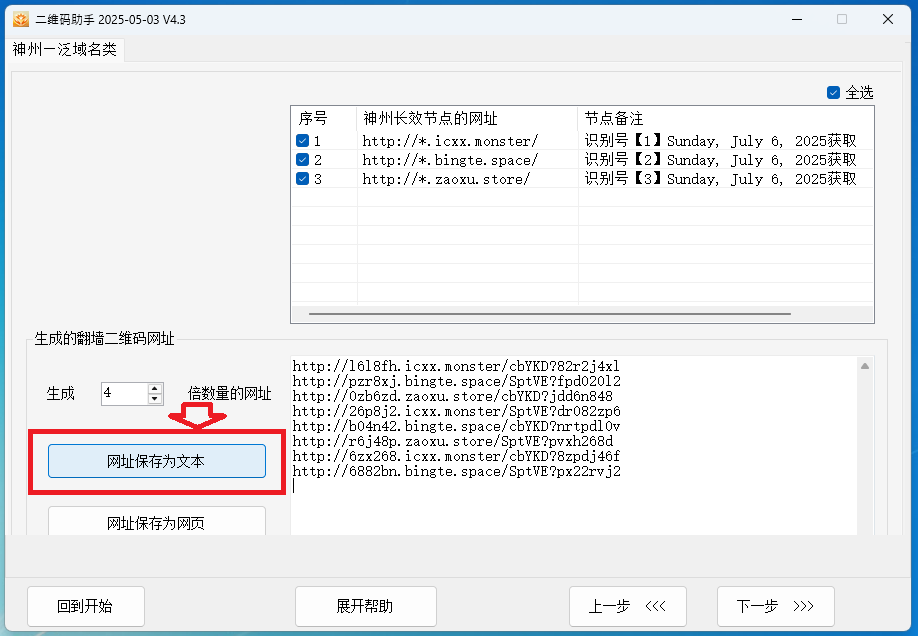 二维码助手 2025-05-03 V4.3
神州－泛域名类
全选
序号 神州长效节点的网址 节点备注
1 http://*.icxx.monster/ 识别号【1】Sunday, July 6, 2025获取
2 http://*.bingte.space/ 识别号【2】Sunday, July 6, 2025获取
3 http://*.zaoxu.store/ 识别号【3】Sunday, July 6, 2025获取
生成的翻墙二维码网址
生成 4 倍数量的网址
网址保存为文本
网址保存为网页
http://l6l8fh.icxx.monster/cbYKD?82r2j4xl
http://pzr8xj.bingte.space/SptVE?fpd020l2
http://0zb6zd.zaoxu.store/cbYKD?jdd6n848
http://26p8j2.icxx.monster/SptVE?dr082zp6
http://b04n42.bingte.space/cbYKD?nrtpdl0v
http://r6j48p.zaoxu.store/SptVE?pvxh268d
http://6zx268.icxx.monster/cbYKD?8zpdj46f
http://6882bn.bingte.space/SptVE?px22rvj2
回到开始
展开帮助
上一步 <<<
下一步 >>>